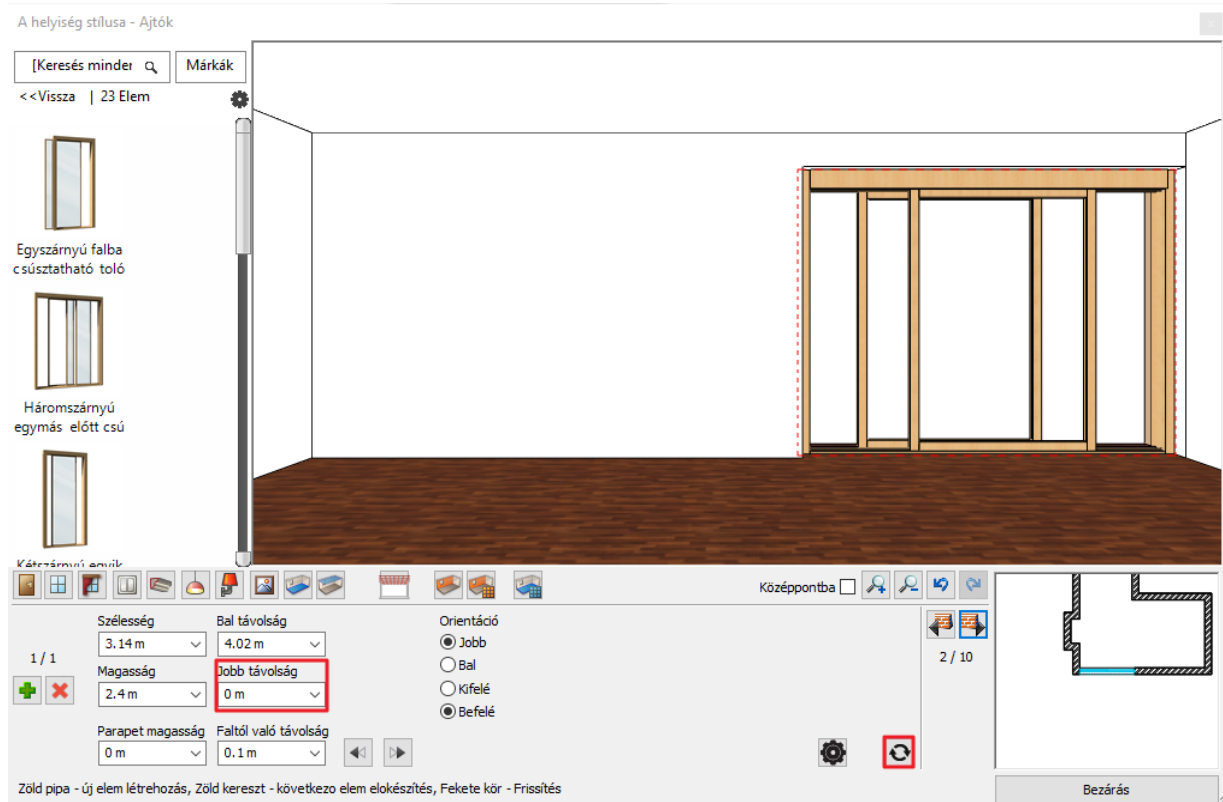 A helyiség stílusa - Ajtók
[Keresés minden
Márkák
<<Vissza | 23 Elem
Egyszárnyú falba
csúsztatható toló
Háromszárnyú
egymás előtt csú
Kétszárnyú egyik
Középpontba
Szélesség
Bal távolság
Orientáció
3.14 m
4.02 m
Jobb
1 / 1
Bal
2 / 10
Magasság
Jobb távolság
2.4 m
0 m
Kifelé
Befelé
Parapet magasság
Faltól való távolság
0 m
0.1 m
Zöld pipa - új elem létrehozás, Zöld kereszt - következo elem elokészítés, Fekete kör - Frissítés
Bezárás